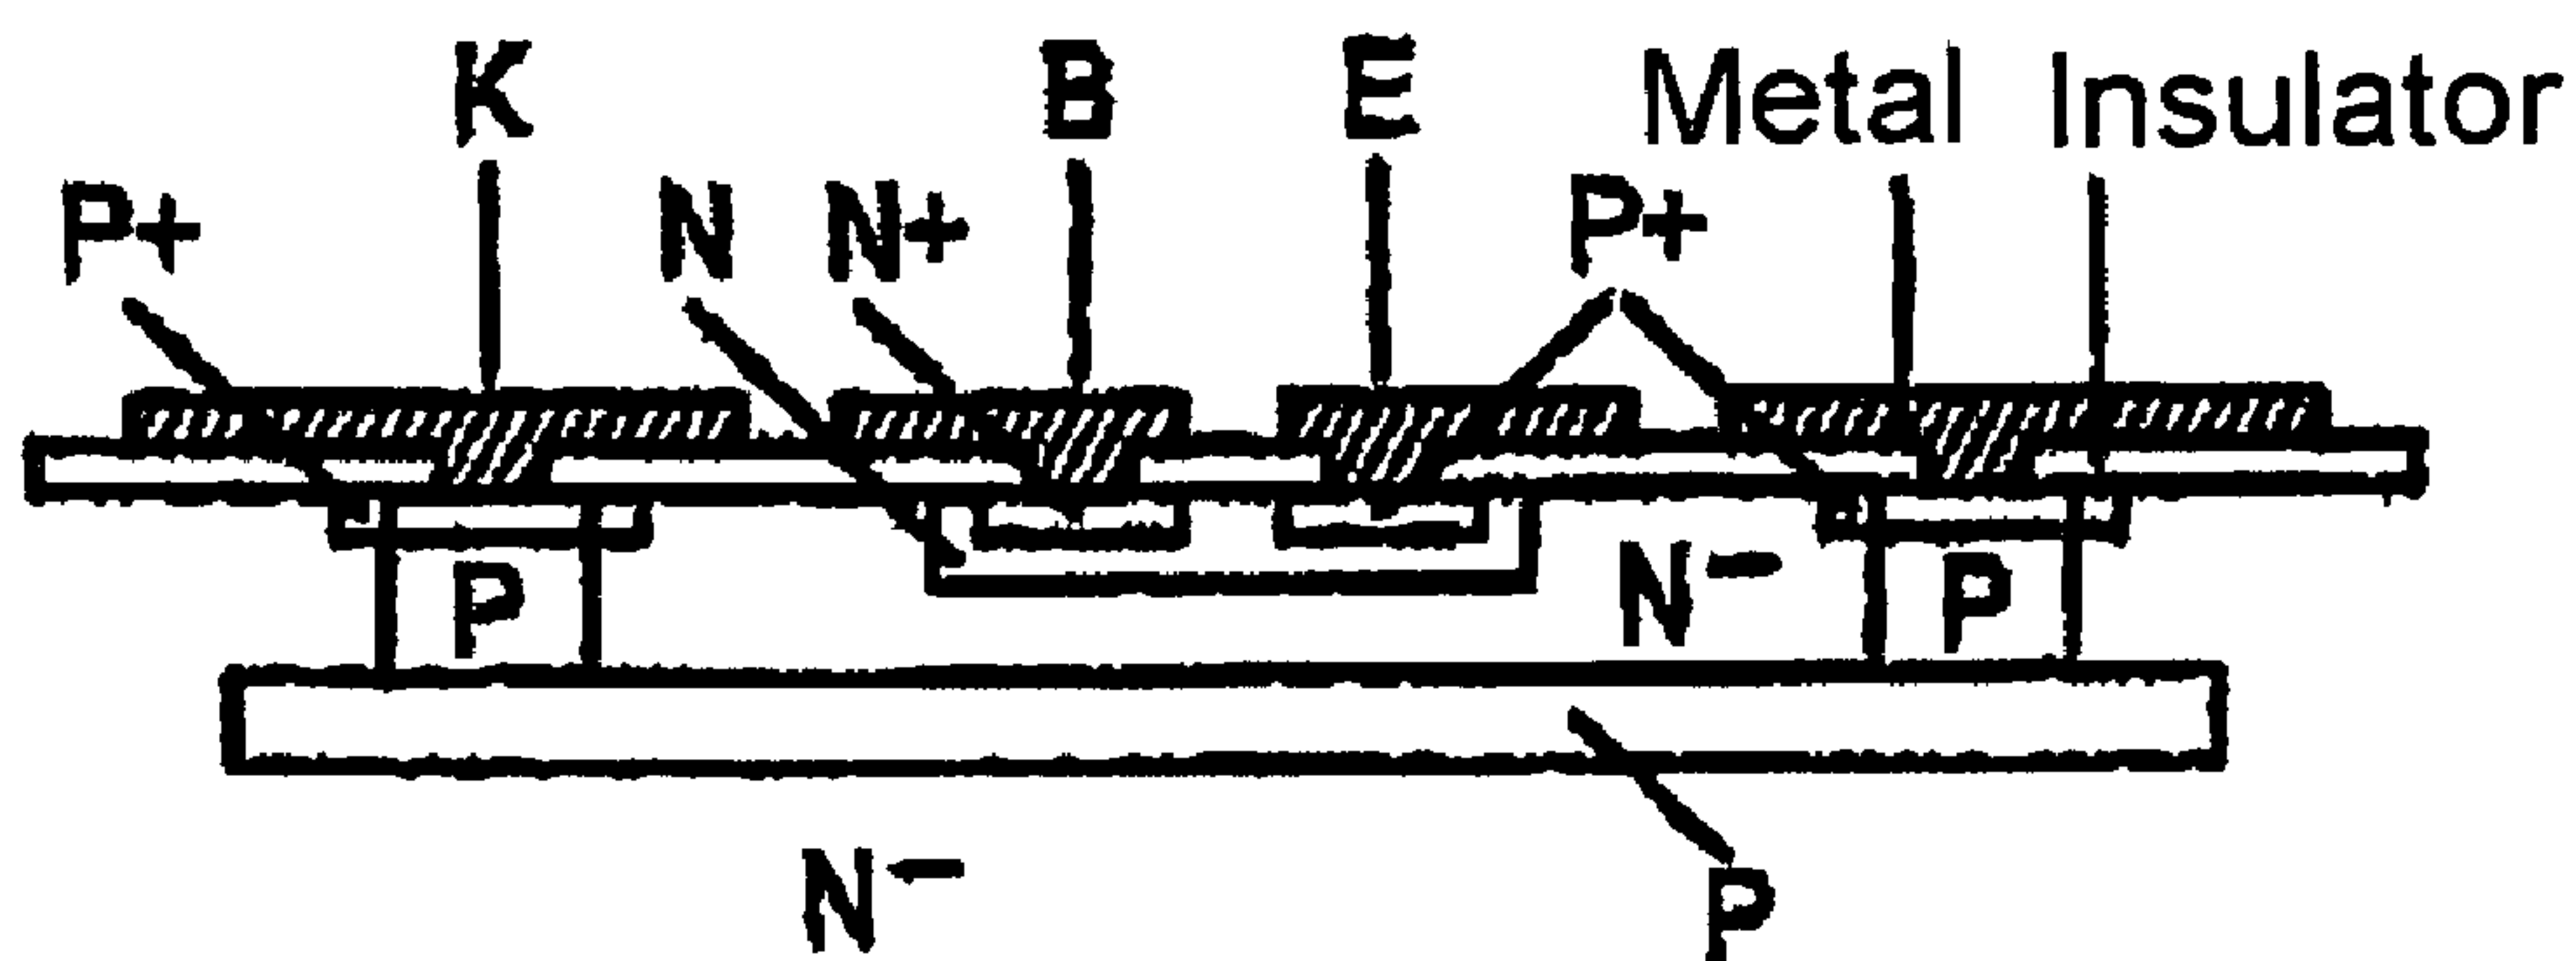 K B E Metal Insulator
P+ N N+ P+
P N⁻ P
N⁻ P